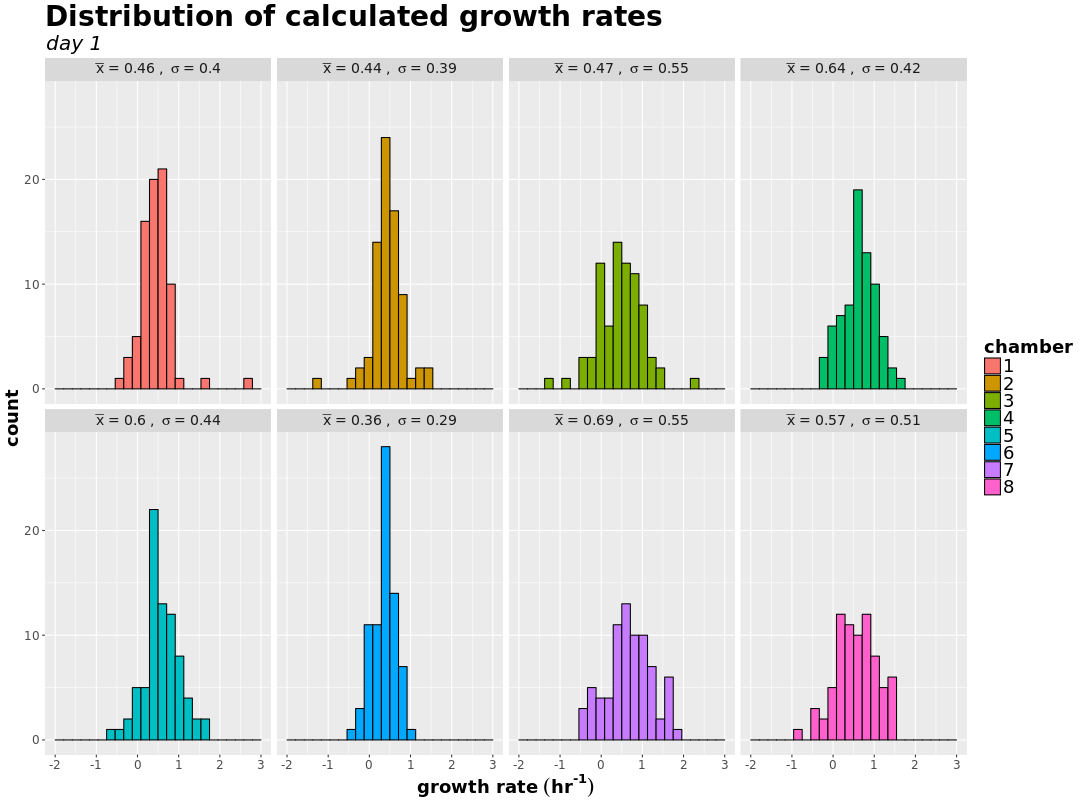 Distribution of calculated growth rates
day 1
x̅ = 0.46 , σ = 0.4
x̅ = 0.44 , σ = 0.39
x̅ = 0.47 , σ = 0.55
x̅ = 0.64 , σ = 0.42
20
10
0
x̅ = 0.6 , σ = 0.44
x̅ = 0.36 , σ = 0.29
x̅ = 0.69 , σ = 0.55
x̅ = 0.57 , σ = 0.51
20
10
0
-2 -1 0 1 2 3
-2 -1 0 1 2 3
-2 -1 0 1 2 3
-2 -1 0 1 2 3
growth rate (hr⁻¹)
count
chamber
1
2
3
4
5
6
7
8